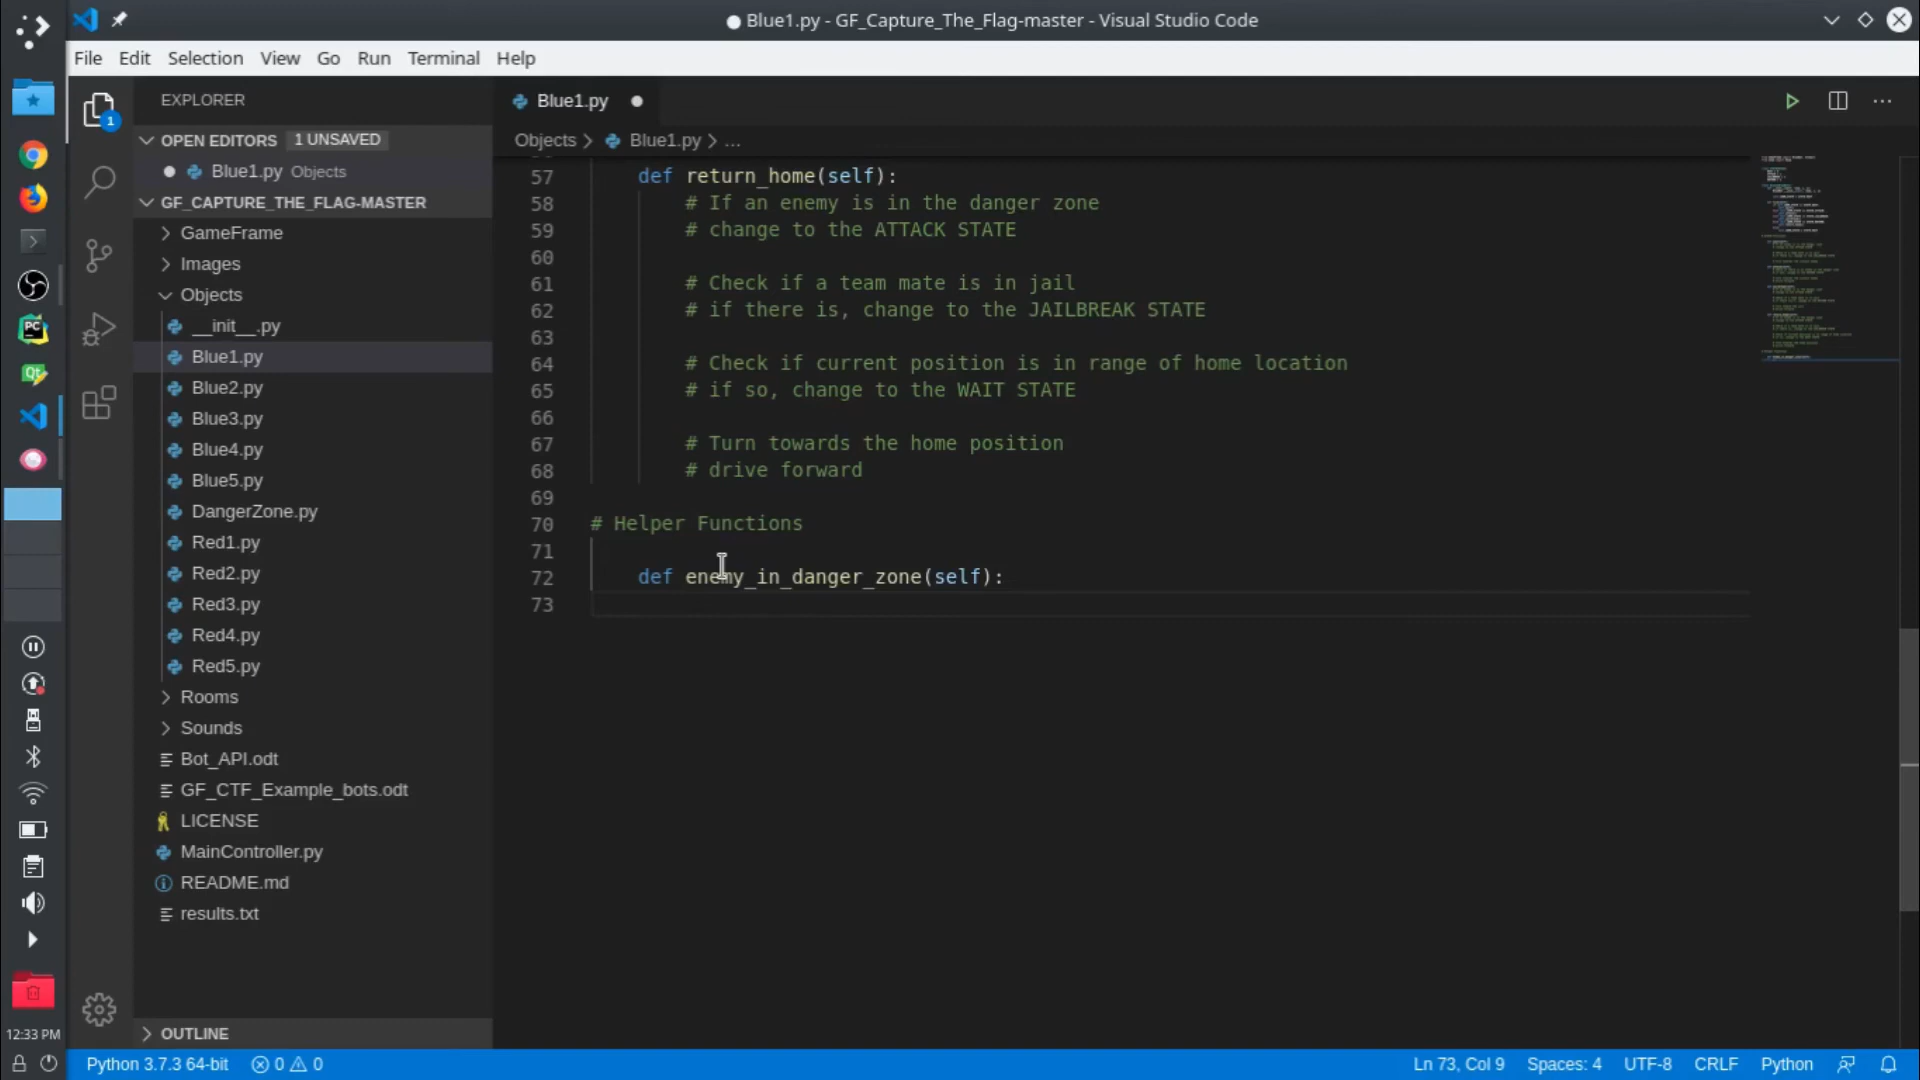 Blue1.py - GF_Capture_The_Flag-master - Visual Studio Code
File Edit Selection View Go Run Terminal Help
EXPLORER
OPEN EDITORS 1 UNSAVED
Blue1.py Objects
GF_CAPTURE_THE_FLAG-MASTER
GameFrame
Images
Objects
__init__.py
Blue1.py
Blue2.py
Blue3.py
Blue4.py
Blue5.py
DangerZone.py
Red1.py
Red2.py
Red3.py
Red4.py
Red5.py
Rooms
Sounds
Bot_API.odt
GF_CTF_Example_bots.odt
LICENSE
MainController.py
README.md
results.txt
OUTLINE
1
PC
Qt
12:33 PM
Blue1.py
Objects > Blue1.py > ...
57 def return_home(self):
58 # If an enemy is in the danger zone
59 # change to the ATTACK STATE
60
61 # Check if a team mate is in jail
62 # if there is, change to the JAILBREAK STATE
63
64 # Check if current position is in range of home location
65 # if so, change to the WAIT STATE
66
67 # Turn towards the home position
68 # drive forward
69
70 # Helper Functions
71
72 def enemy_in_danger_zone(self):
73
Python 3.7.3 64-bit 0 0 Ln 73, Col 9 Spaces: 4 UTF-8 CRLF Python